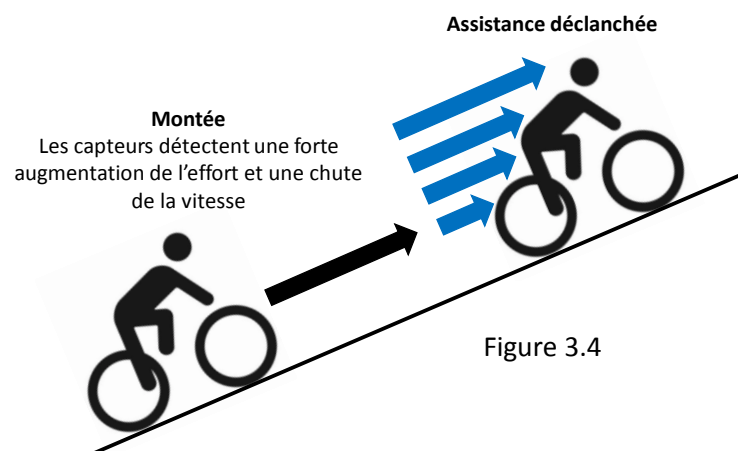 Assistance déclanchée
Montée
Les capteurs détectent une forte
augmentation de l’effort et une chute
de la vitesse
Figure 3.4